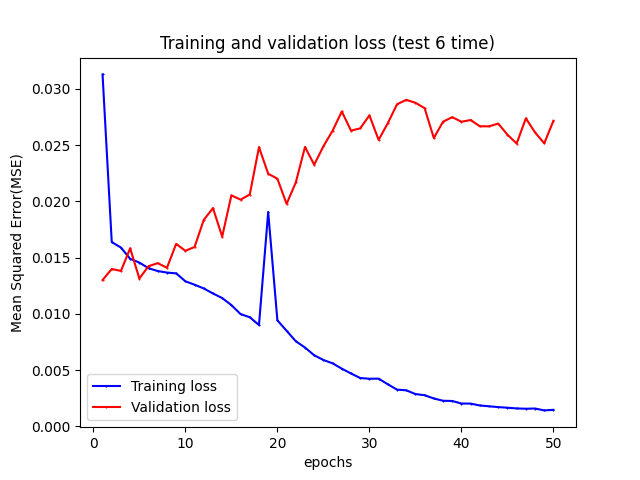 Training and validation loss (test 6 time)
Mean Squared Error(MSE)
0.030
0.025
0.020
0.015
0.010
0.005
0.000
Training loss
Validation loss
0 10 20 30 40 50
epochs